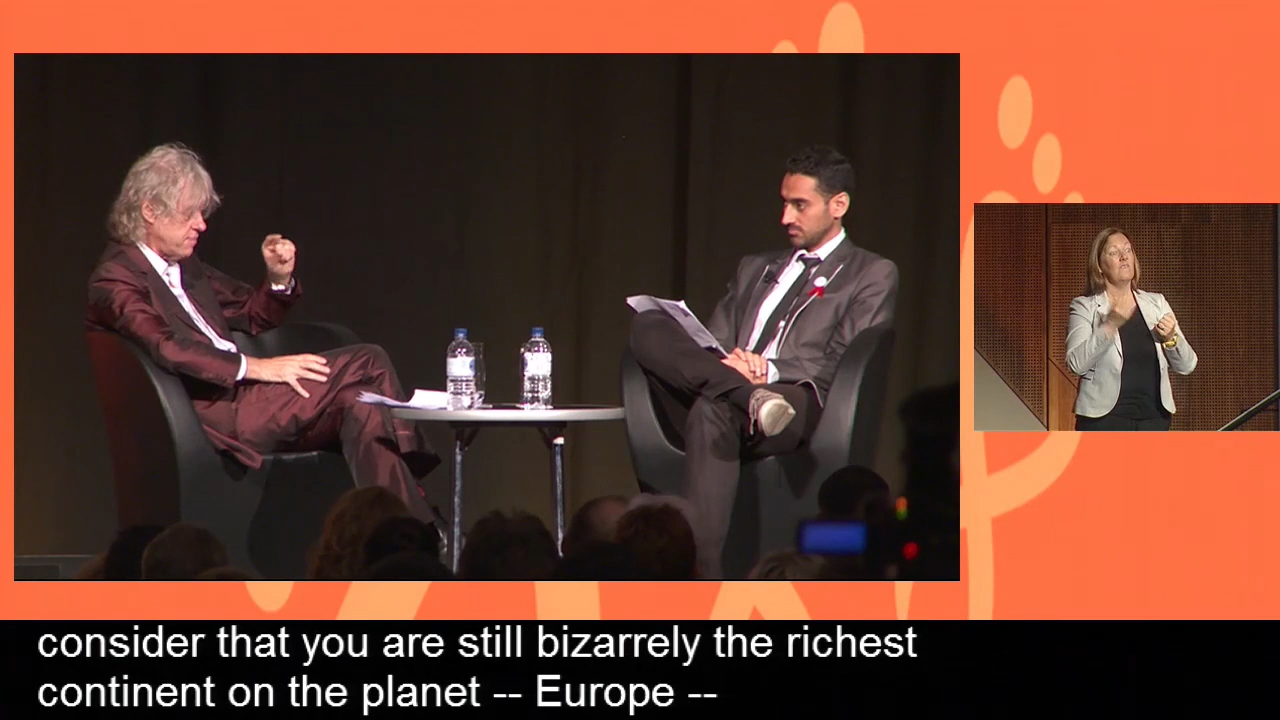 consider that you are still bizarrely the richest
continent on the planet -- Europe --